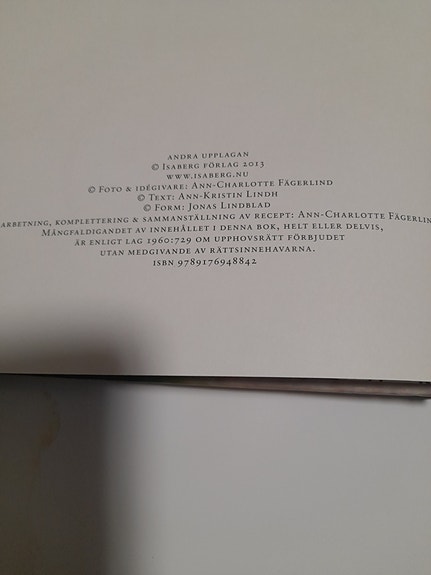 ANDRA UPPLAGAN
© ISABERG FÖRLAG 2013
WWW.ISABERG.NU
© FOTO & IDÉGIVARE: ANN-CHARLOTTE FÄGERLIND
© TEXT: ANN-KRISTIN LINDH
© FORM: JONAS LINDBLAD
ARBETNING, KOMPLETTERING & SAMMANSTÄLLNING AV RECEPT: ANN-CHARLOTTE FÄGERLIN
MÅNGFALDIGANDET AV INNEHÅLLET I DENNA BOK, HELT ELLER DELVIS,
ÄR ENLIGT LAG 1960:729 OM UPPHOVSRÄTT FÖRBJUDET
UTAN MEDGIVANDE AV RÄTTSINNEHAVARNA.
ISBN 9789176948842